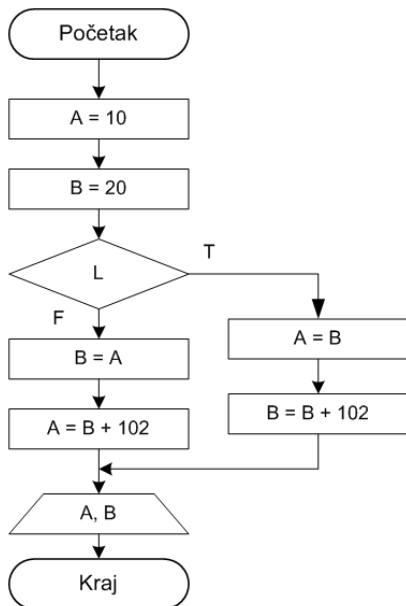 Početak
A = 10
B = 20
L
T
F
B = A
A = B
A = B + 102
B = B + 102
A, B
Kraj